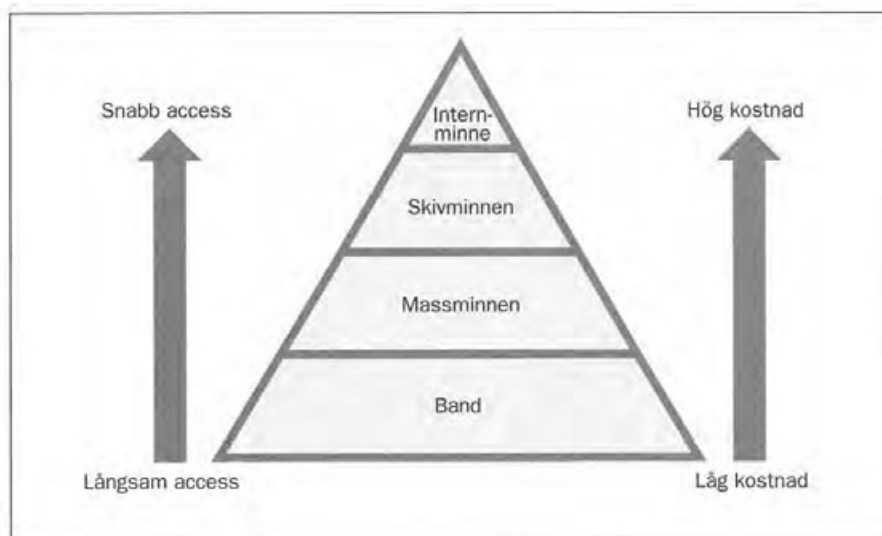 Snabb access
Hög kostnad
Intern-
minne
Skivminnen
Massminnen
Band
Långsam access
Låg kostnad